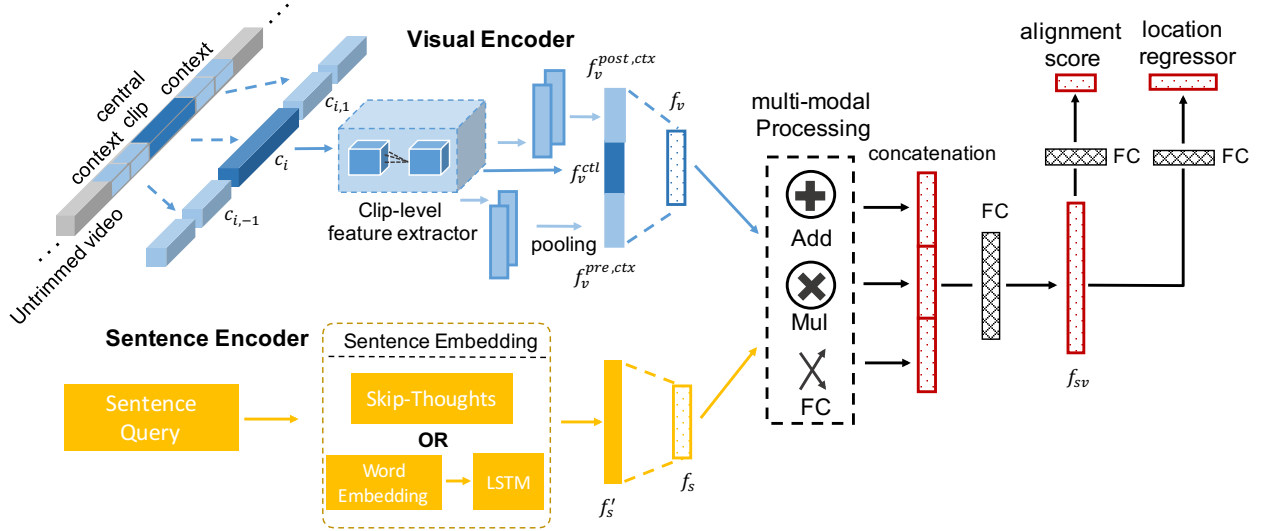 Visual Encoder
context
central
clip
context
Untrimmed video
c_{i,1}
c_i
c_{i,-1}
Clip-level
feature extractor
pooling
f_v^{post,ctx}
f_v^{ctl}
f_v^{pre,ctx}
f_v
multi-modal
Processing
Add
Mul
FC
concatenation
FC
f_{sv}
alignment
score
location
regressor
FC
FC
Sentence Encoder
Sentence
Query
Sentence Embedding
Skip-Thoughts
OR
Word
Embedding
LSTM
f_s'
f_s